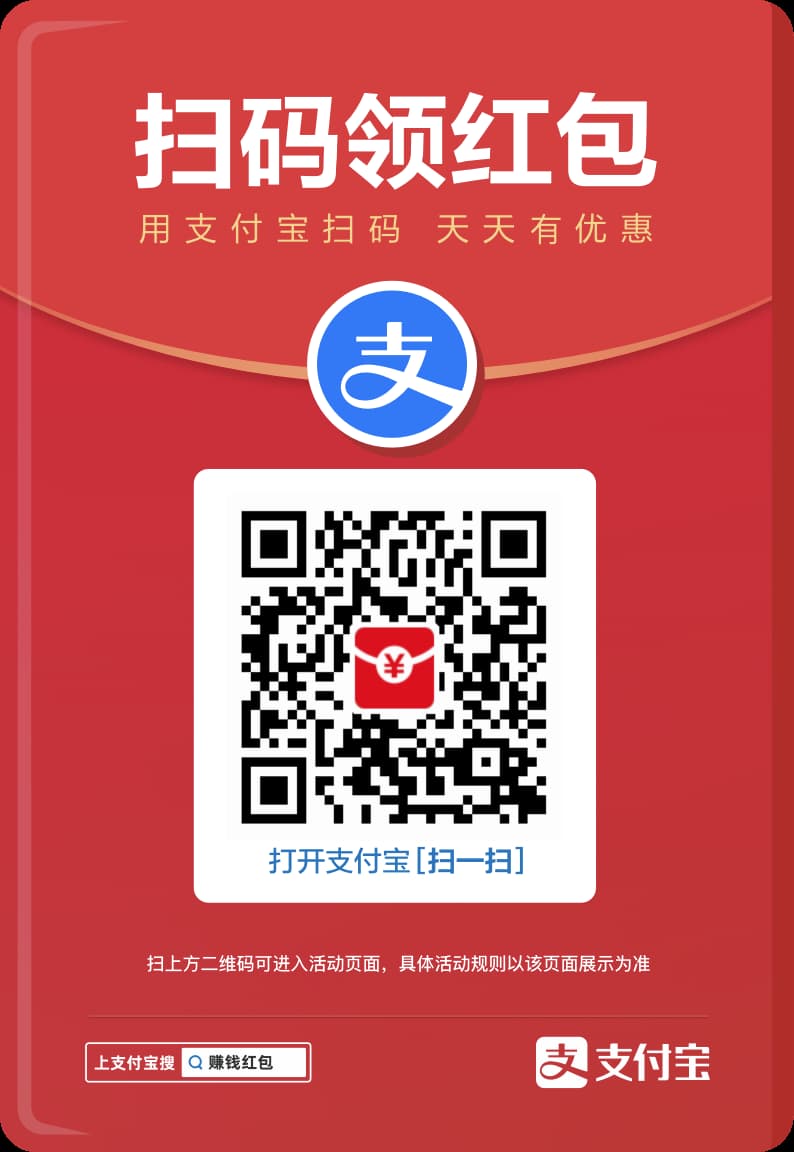 扫码领红包
用支付宝扫码 天天有优惠
支
¥
打开支付宝[扫一扫]
扫上方二维码可进入活动页面，具体活动规则以该页面展示为准
上支付宝搜 赚钱红包
支 支付宝